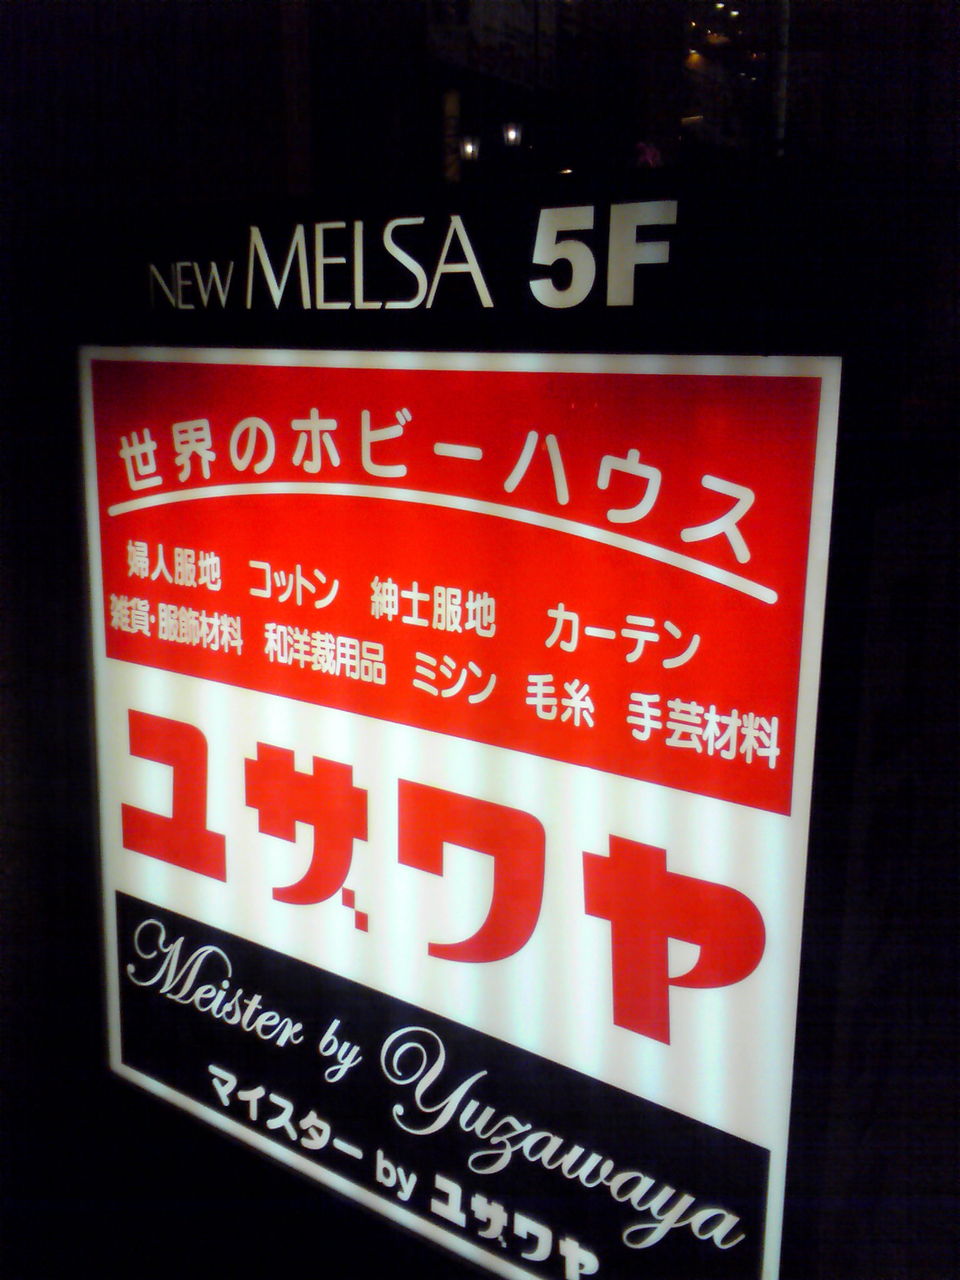 NEW MELSA 5F
世界のホビーハウス
婦人服地 コットン 紳士服地 カーテン
雑貨・服飾材料 和洋裁用品 ミシン 毛糸 手芸材料
ユザワヤ
Meister by Yuzawaya
マイスター by ユザワヤ